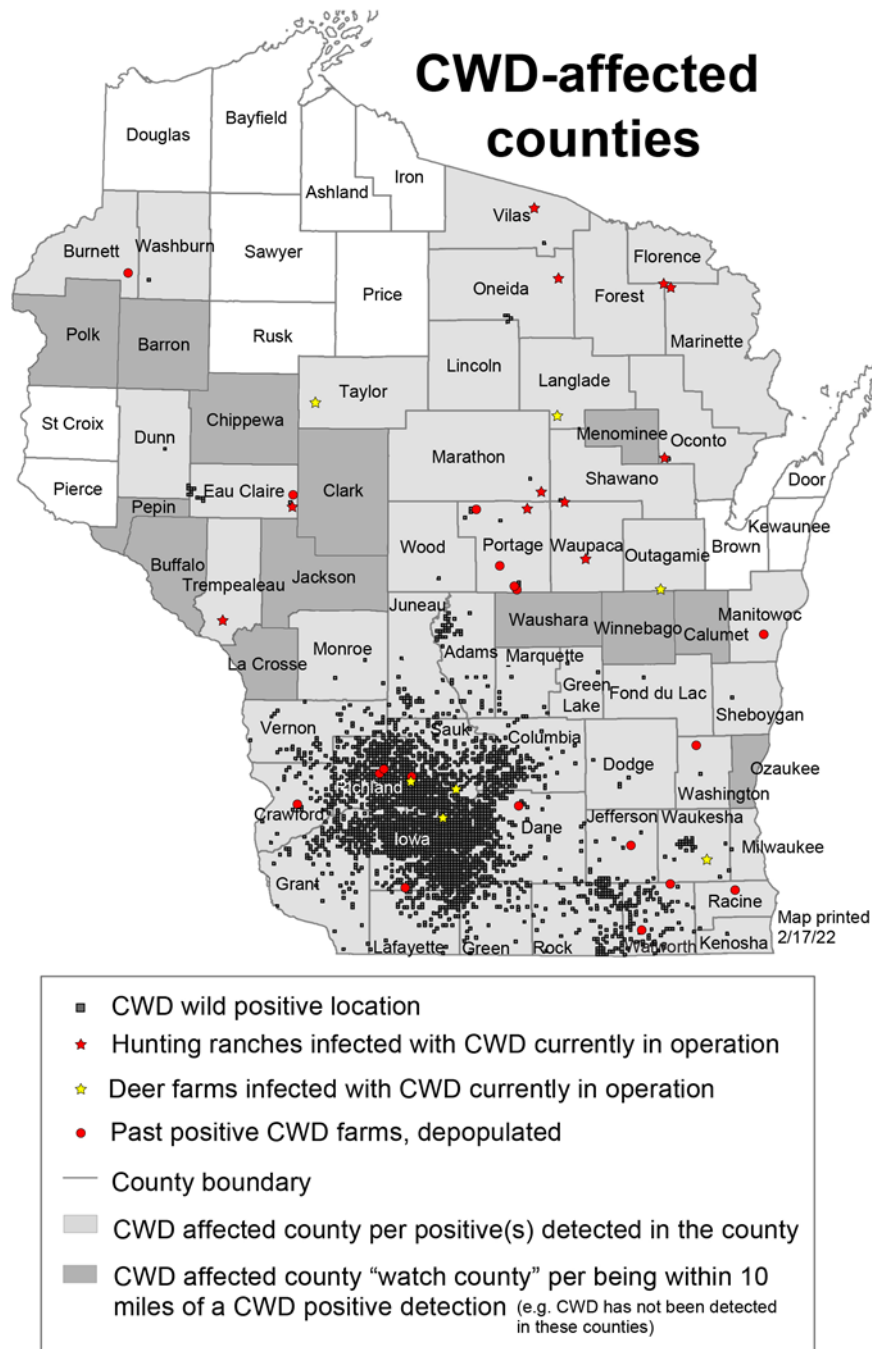 CWD-affected
counties
Douglas
Bayfield
Ashland
Iron
Vilas
Burnett
Washburn
Sawyer
Florence
Oneida
Forest
Price
Polk
Barron
Rusk
Marinette
Lincoln
Langlade
Taylor
St Croix
Chippewa
Menominee
Oconto
Dunn
Marathon
Shawano
Clark
Door
Pierce
Eau Claire
Pepin
Kewaunee
Wood
Portage
Waupaca
Outagamie
Brown
Buffalo
Trempealeau
Jackson
Juneau
Waushara
Winnebago
Calumet
Manitowoc
La Crosse
Monroe
Adams
Marquette
Green
Lake
Fond du Lac
Sheboygan
Vernon
Sauk
Columbia
Dodge
Ozaukee
Richland
Washington
Crawford
Iowa
Dane
Jefferson
Waukesha
Milwaukee
Grant
Racine
Map printed
2/17/22
Lafayette
Green
Rock
Walworth
Kenosha
CWD wild positive location
Hunting ranches infected with CWD currently in operation
Deer farms infected with CWD currently in operation
Past positive CWD farms, depopulated
County boundary
CWD affected county per positive(s) detected in the county
CWD affected county “watch county” per being within 10
miles of a CWD positive detection (e.g. CWD has not been detected
in these counties)